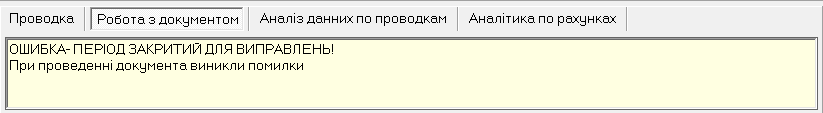 Проводка Робота з документом Аналіз данних по проводкам Аналітика по рахунках
ОШИБКА- ПЕРІОД ЗАКРИТИЙ ДЛЯ ВИПРАВЛЕНЬ!
При проведенні документа виникли помилки